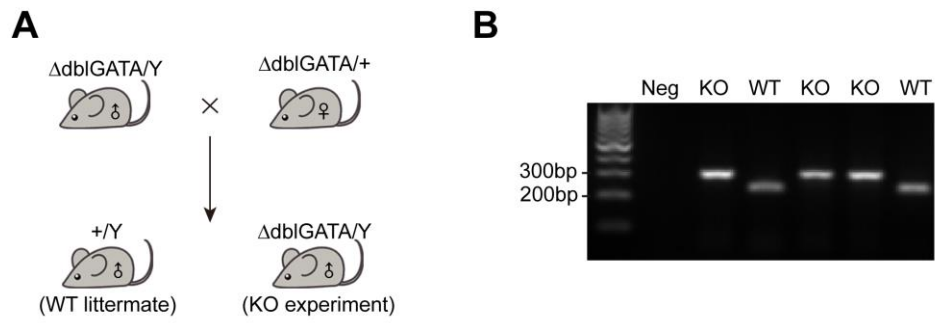 A
ΔdblGATA/Y
ΔdblGATA/+
♂
×
♀
+/Y
ΔdblGATA/Y
♂
♂
(WT littermate)
(KO experiment)
B
Neg KO WT KO KO WT
300bp
200bp